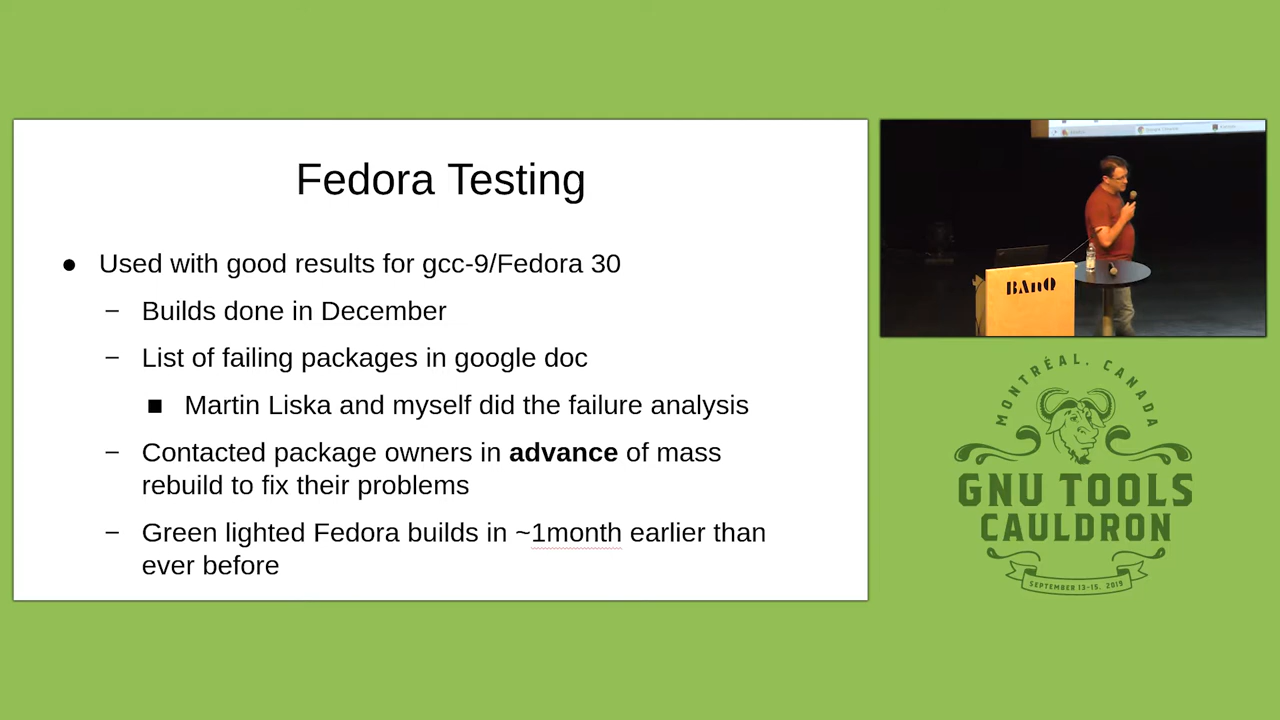 Fedora Testing
● Used with good results for gcc-9/Fedora 30
– Builds done in December
– List of failing packages in google doc
■ Martin Liska and myself did the failure analysis
– Contacted package owners in advance of mass
rebuild to fix their problems
– Green lighted Fedora builds in ~1month earlier than
ever before
BAnQ
MONTRÉAL. CANADA
GNU TOOLS
CAULDRON
SEPTEMBER 13-15, 2019